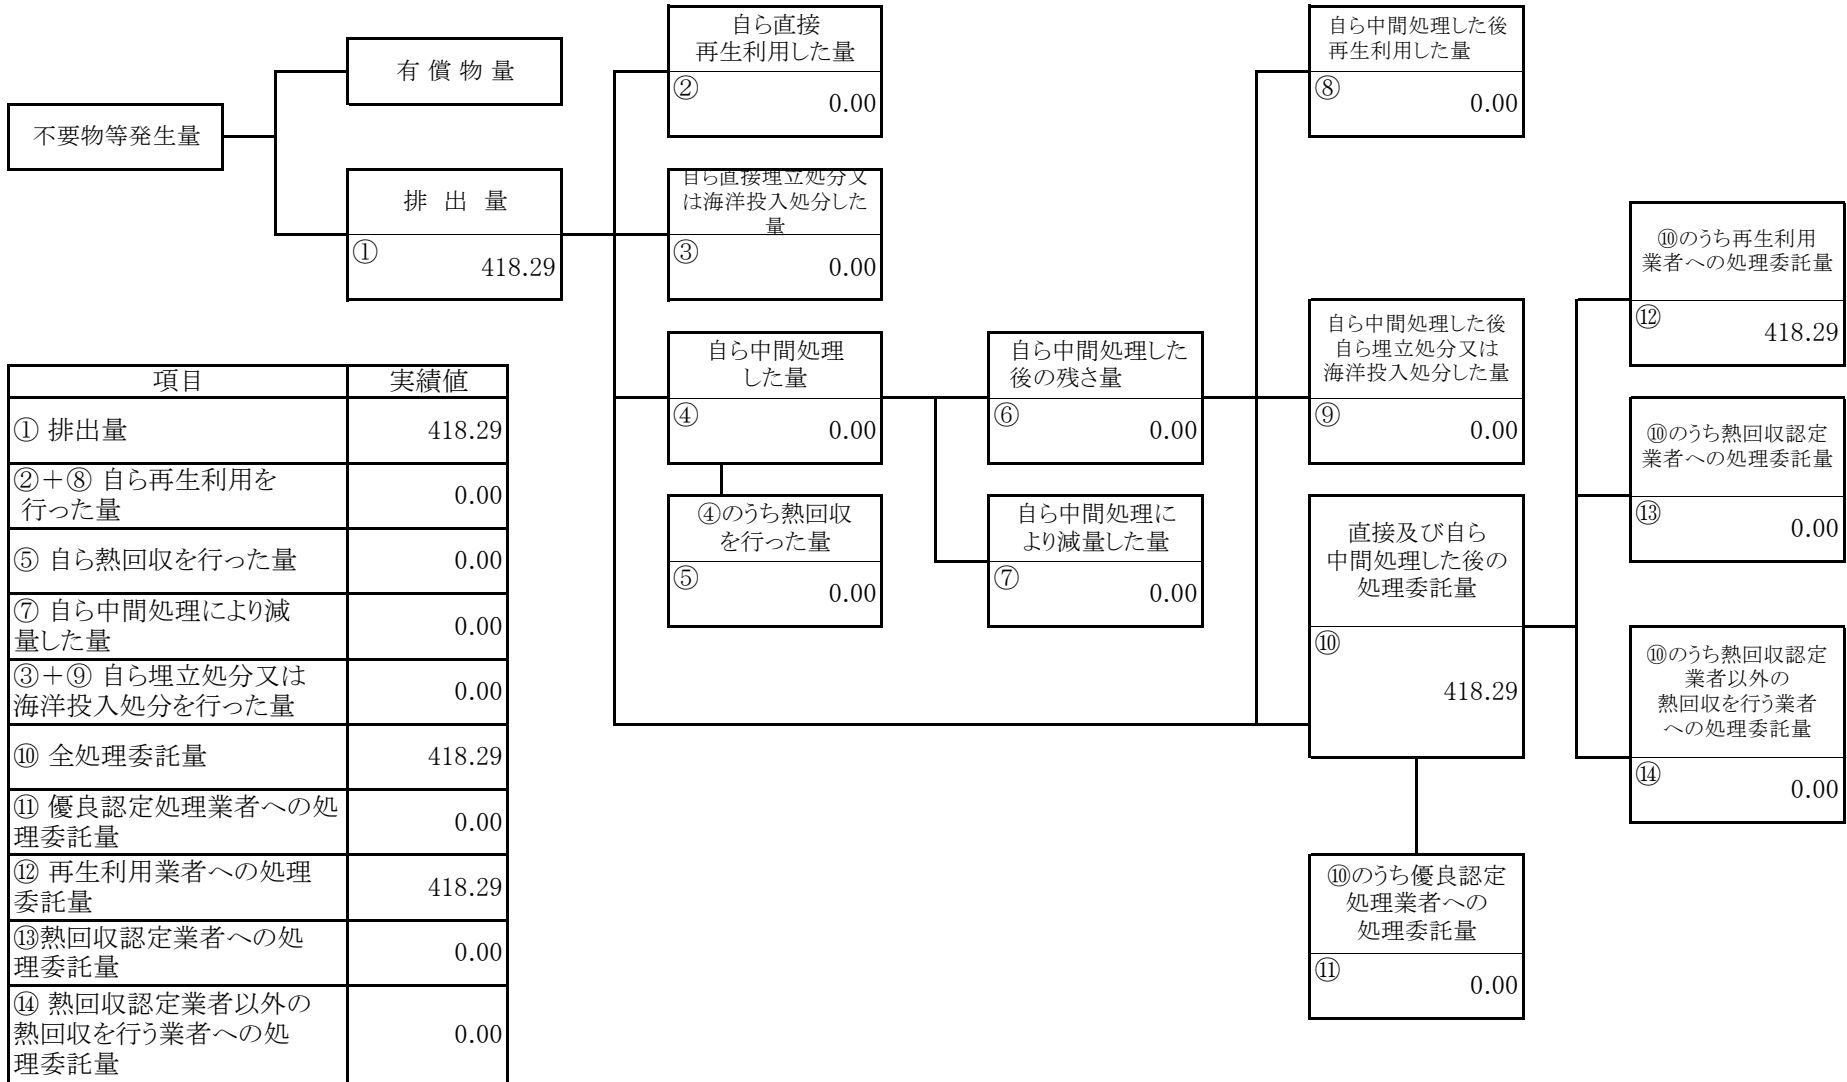 不要物等発生量
有 償 物 量
排 出 量
①
418.29
自ら直接
再生利用した量
②
0.00
自ら直接埋立処分又
は海洋投入処分した
量
③
0.00
自ら中間処理
した量
④
0.00
④のうち熱回収
を行った量
⑤
0.00
自ら中間処理した
後の残さ量
⑥
0.00
自ら中間処理に
より減量した量
⑦
0.00
自ら中間処理した後
再生利用した量
⑧
0.00
自ら中間処理した後
自ら埋立処分又は
海洋投入処分した量
⑨
0.00
直接及び自ら
中間処理した後の
処理委託量
⑩
418.29
⑩のうち優良認定
処理業者への
処理委託量
⑪
0.00
⑩のうち再生利用
業者への処理委託量
⑫
418.29
⑩のうち熱回収認定
業者への処理委託量
⑬
0.00
⑩のうち熱回収認定
業者以外の
熱回収を行う業者
への処理委託量
⑭
0.00
項目 実績値
① 排出量 418.29
②＋⑧ 自ら再生利用を
行った量 0.00
⑤ 自ら熱回収を行った量 0.00
⑦ 自ら中間処理により減
量した量 0.00
③＋⑨ 自ら埋立処分又は
海洋投入処分を行った量 0.00
⑩ 全処理委託量 418.29
⑪ 優良認定処理業者への処
理委託量 0.00
⑫ 再生利用業者への処理
委託量 418.29
⑬熱回収認定業者への処
理委託量 0.00
⑭ 熱回収認定業者以外の
熱回収を行う業者への処
理委託量 0.00